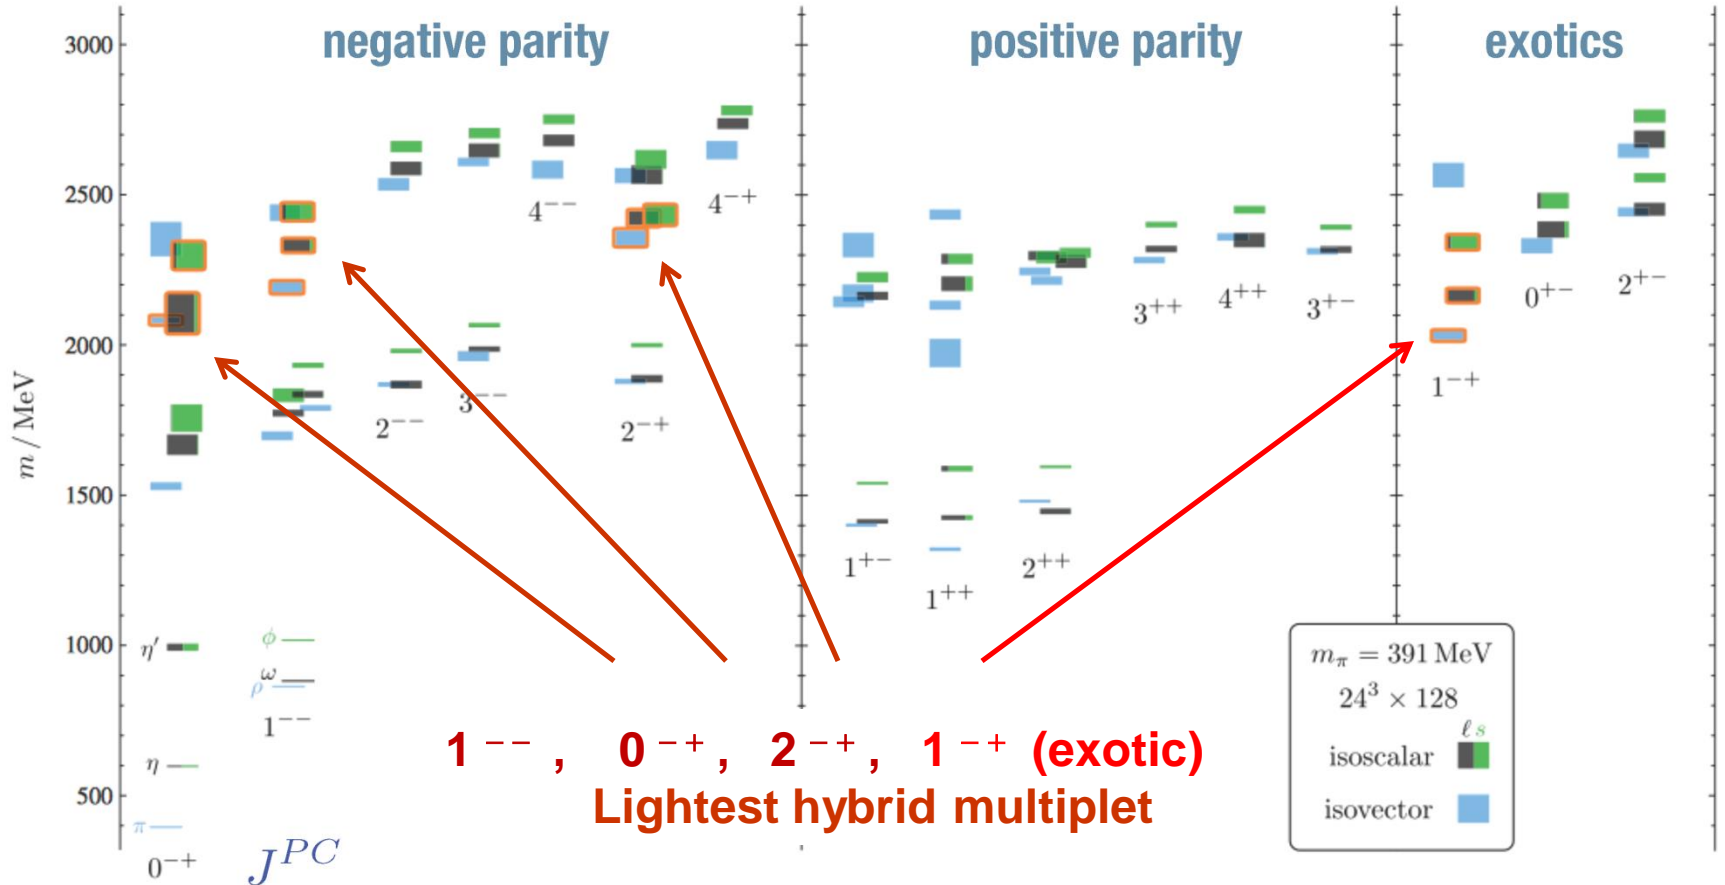 negative parity
positive parity
exotics
3000
2500
2000
1500
1000
500
m / MeV
4⁻⁻
4⁻⁺
2⁻⁻
3⁻⁻
2⁻⁺
3⁺⁺
4⁺⁺
3⁺⁻
1⁺⁻
1⁺⁺
2⁺⁺
1⁻⁺
0⁺⁻
2⁺⁻
η′
ϕ
ω
ρ
1⁻⁻
η
π
0⁻⁺
J^{PC}
1 ⁻⁻ , 0 ⁻⁺ , 2 ⁻⁺ , 1 ⁻⁺ (exotic)
Lightest hybrid multiplet
m_π = 391 MeV
24³ × 128
ℓ s
isoscalar
isovector